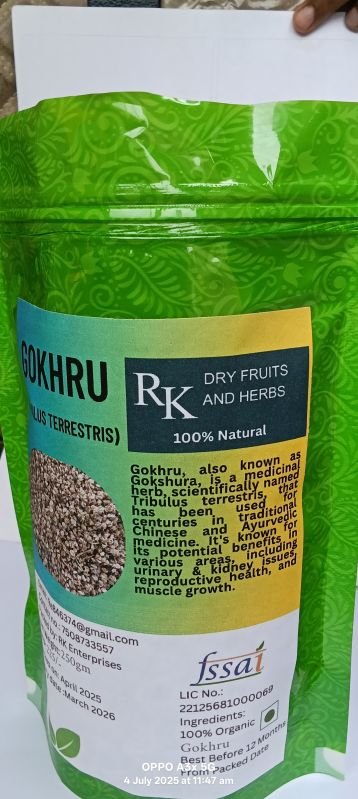 GOKHRU
TERRESTRIS)
RK
DRY FRUITS
AND HERBS
100% Natural
Gokhru, also known as
Gokshura, is a medicinal
herb, scientifically named
Tribulus terrestris, that
has been used for
centuries in traditional
Chinese and Ayurvedic
medicine. It's known for
its potential benefits in
various areas, including
urinary & kidney issues,
reproductive health, and
muscle growth.
846374@gmail.com
7508733557
RK Enterprises
250gm
April 2025
March 2026
fssai
LIC No.:
22125681000069
Ingredients:
100% Organic
Gokhru
Best Before 12 Months
From Packed Date
OPPO A3x 5G
4 July 2025 at 11:47 am